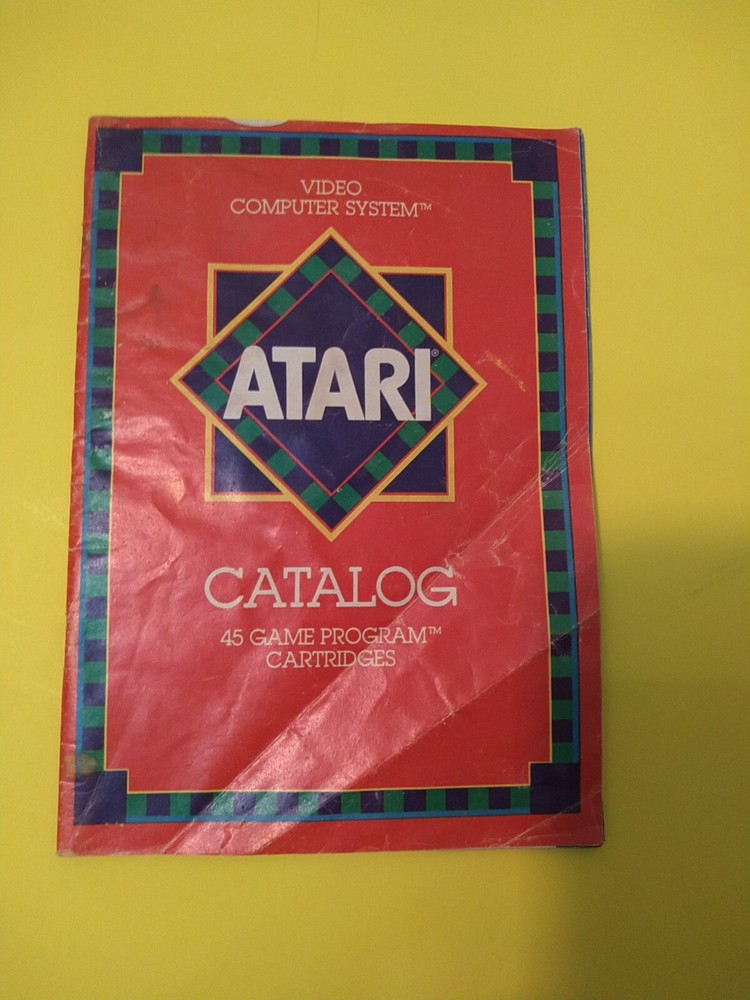 VIDEO
COMPUTER SYSTEM™
ATARI®
CATALOG
45 GAME PROGRAM™
CARTRIDGES